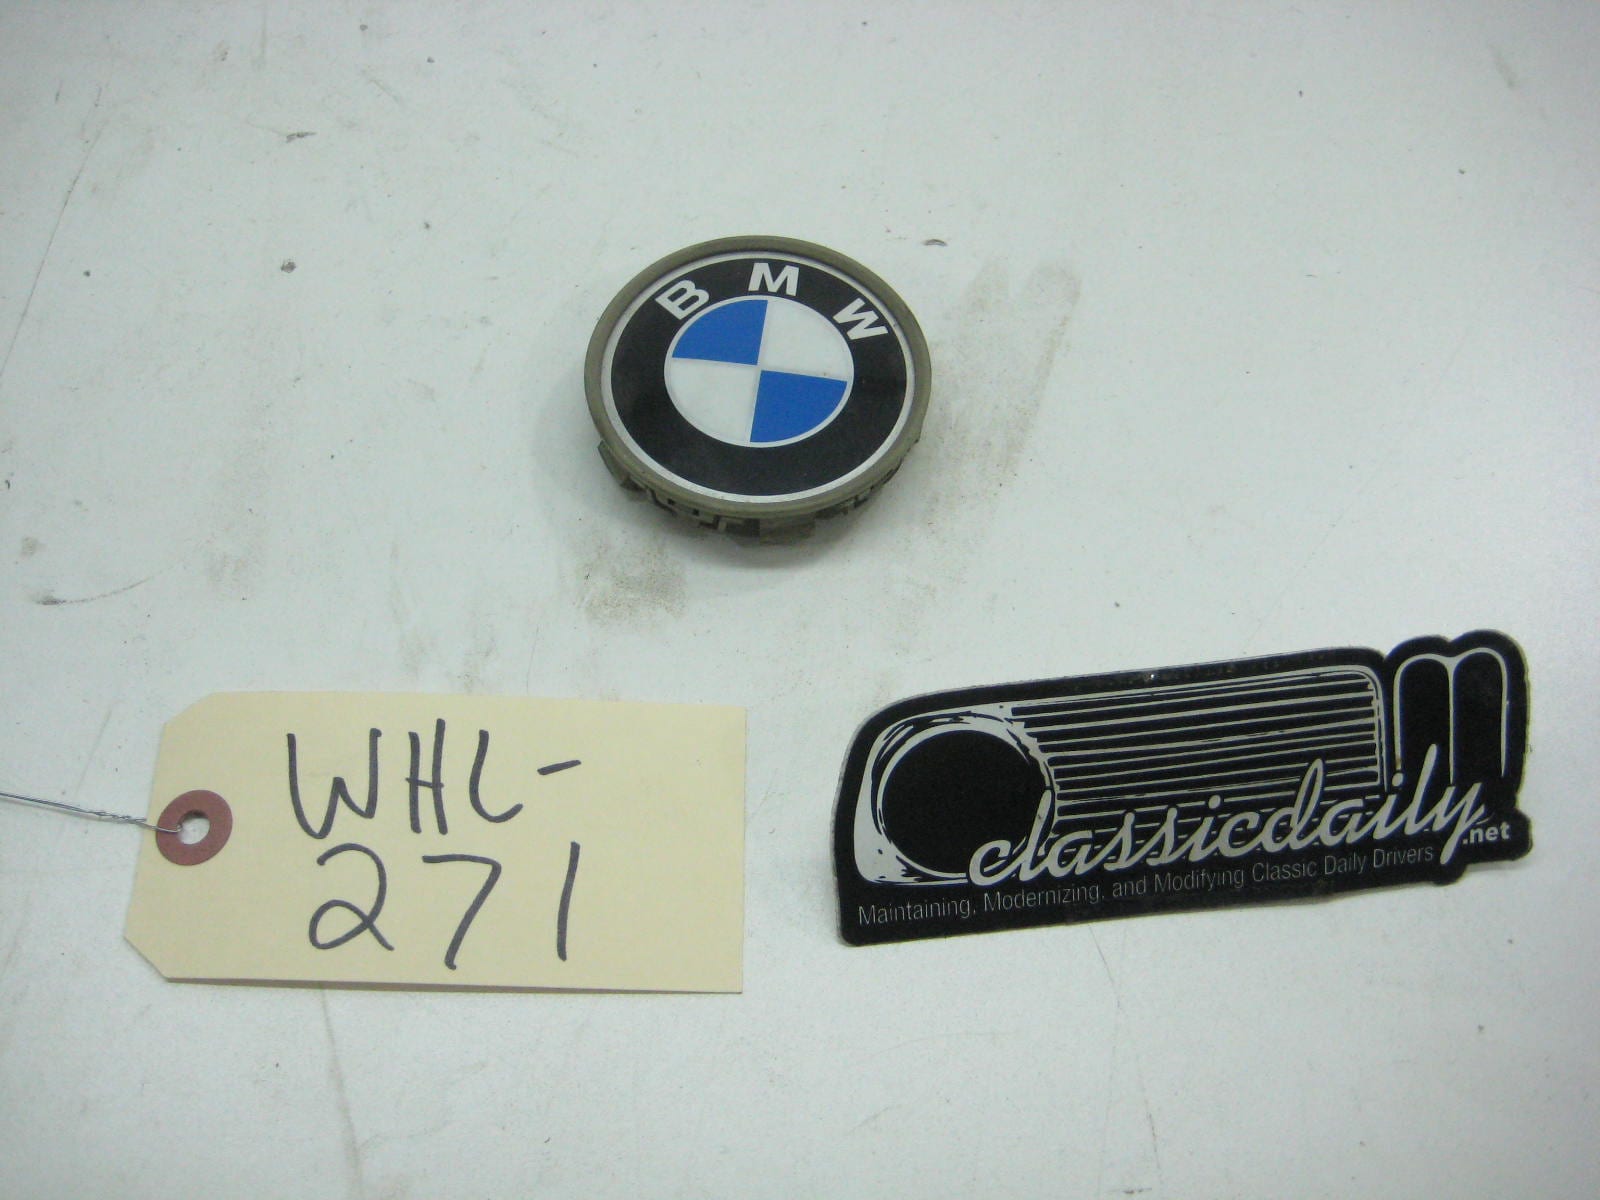 BMW
WHL-
271
classicdaily.net
Maintaining, Modernizing, and Modifying Classic Daily Drivers